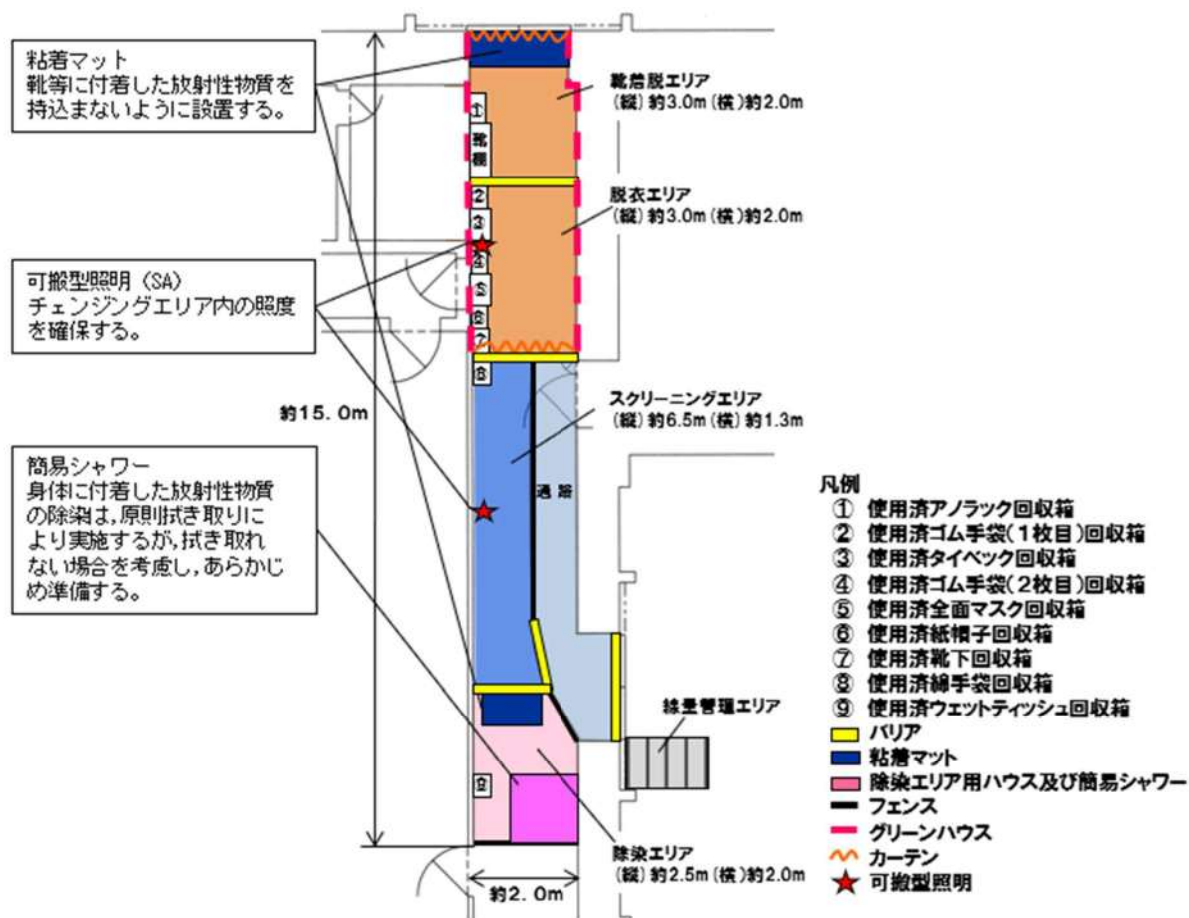 粘着マット
靴等に付着した放射性物質を
持込まないように設置する。
可搬型照明（SA）
チェンジングエリア内の照度
を確保する。
約15.0m
簡易シャワー
身体に付着した放射性物質
の除染は,原則拭き取りに
より実施するが,拭き取れ
ない場合を考慮し,あらかじ
め準備する。
①
靴棚
②
③
④
⑤
⑥
⑦
⑧
通路
⑨
約2.0m
靴着脱エリア
(縦)約3.0m(横)約2.0m
脱衣エリア
(縦)約3.0m(横)約2.0m
スクリーニングエリア
(縦)約6.5m(横)約1.3m
線量管理エリア
除染エリア
(縦)約2.5m(横)約2.0m
凡例
① 使用済アノラック回収箱
② 使用済ゴム手袋(1枚目)回収箱
③ 使用済タイベック回収箱
④ 使用済ゴム手袋(2枚目)回収箱
⑤ 使用済全面マスク回収箱
⑥ 使用済紙帽子回収箱
⑦ 使用済靴下回収箱
⑧ 使用済綿手袋回収箱
⑨ 使用済ウェットティッシュ回収箱
バリア
粘着マット
除染エリア用ハウス及び簡易シャワー
フェンス
グリーンハウス
カーテン
可搬型照明